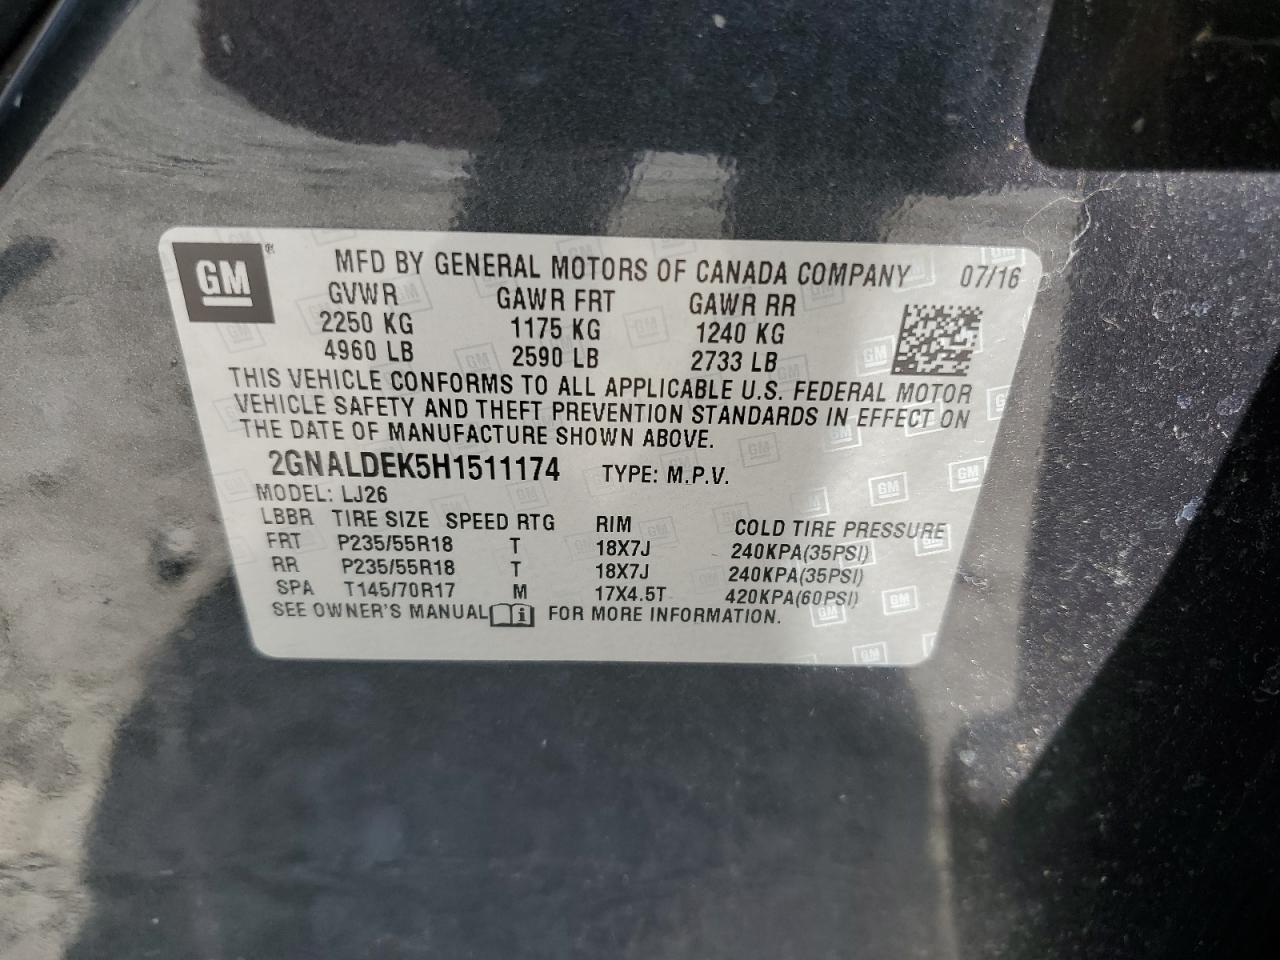 GM® MFD BY GENERAL MOTORS OF CANADA COMPANY 07/16
GVWR GAWR FRT GAWR RR
2250 KG 1175 KG 1240 KG
4960 LB 2590 LB 2733 LB
THIS VEHICLE CONFORMS TO ALL APPLICABLE U.S. FEDERAL MOTOR
VEHICLE SAFETY AND THEFT PREVENTION STANDARDS IN EFFECT ON
THE DATE OF MANUFACTURE SHOWN ABOVE.
2GNALDEK5H1511174 TYPE: M.P.V.
MODEL: LJ26
LBBR TIRE SIZE SPEED RTG RIM COLD TIRE PRESSURE
FRT P235/55R18 T 18X7J 240KPA(35PSI)
RR P235/55R18 T 18X7J 240KPA(35PSI)
SPA T145/70R17 M 17X4.5T 420KPA(60PSI)
SEE OWNER'S MANUAL i FOR MORE INFORMATION.